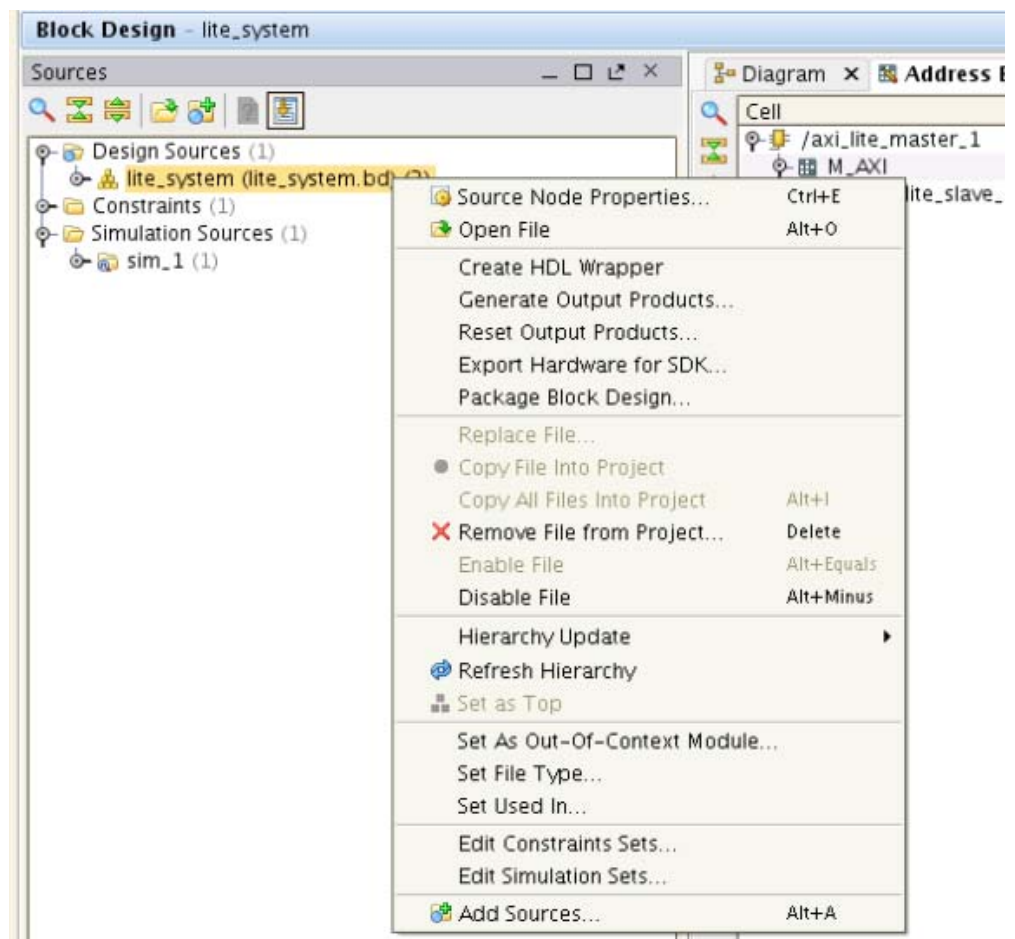 Block Design - lite_system
Sources
Diagram
Address
Cell
Design Sources (1)
/axi_lite_master_1
lite_system (lite_system.bd)
M_AXI
Constraints (1)
lite_slave_
Simulation Sources (1)
sim_1 (1)
Source Node Properties... Ctrl+E
Open File Alt+O
Create HDL Wrapper
Generate Output Products...
Reset Output Products...
Export Hardware for SDK...
Package Block Design...
Replace File...
Copy File Into Project
Copy All Files Into Project Alt+I
Remove File from Project... Delete
Enable File Alt+Equals
Disable File Alt+Minus
Hierarchy Update
Refresh Hierarchy
Set as Top
Set As Out-Of-Context Module...
Set File Type...
Set Used In...
Edit Constraints Sets...
Edit Simulation Sets...
Add Sources... Alt+A